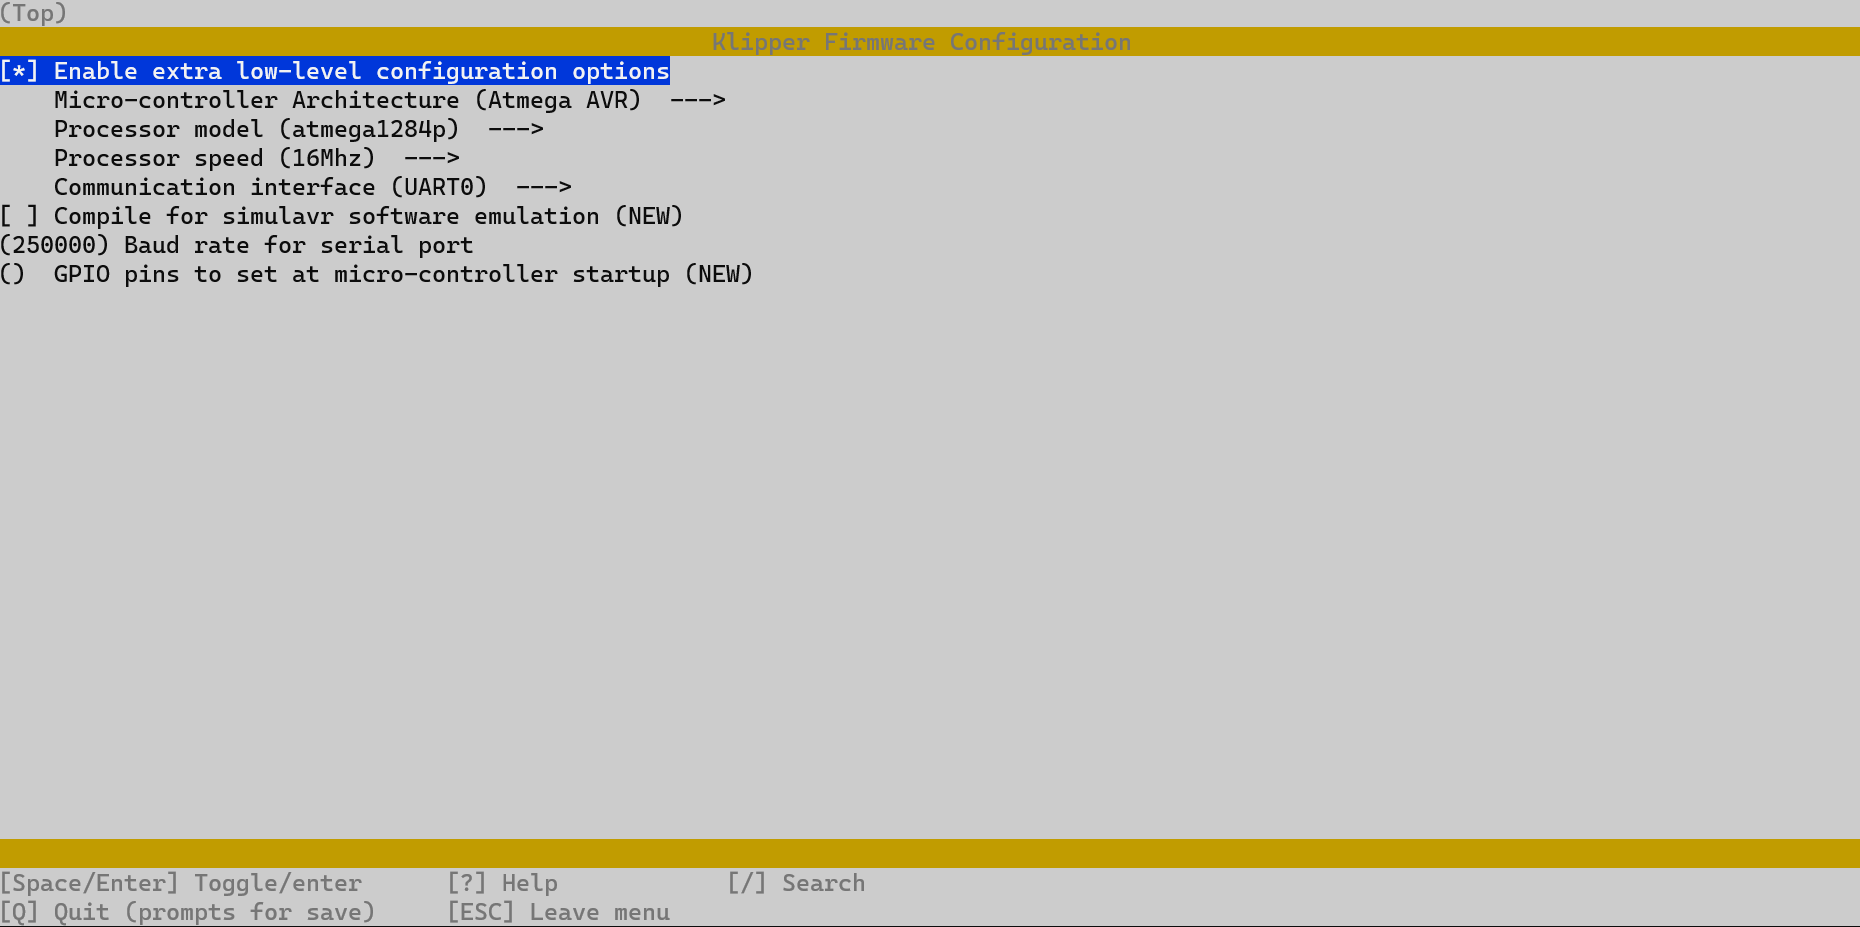 (Top)
Klipper Firmware Configuration
[*] Enable extra low-level configuration options
    Micro-controller Architecture (Atmega AVR)  --->
    Processor model (atmega1284p)  --->
    Processor speed (16Mhz)  --->
    Communication interface (UART0)  --->
[ ] Compile for simulavr software emulation (NEW)
(250000) Baud rate for serial port
()  GPIO pins to set at micro-controller startup (NEW)
[Space/Enter] Toggle/enter      [?] Help            [/] Search
[Q] Quit (prompts for save)     [ESC] Leave menu